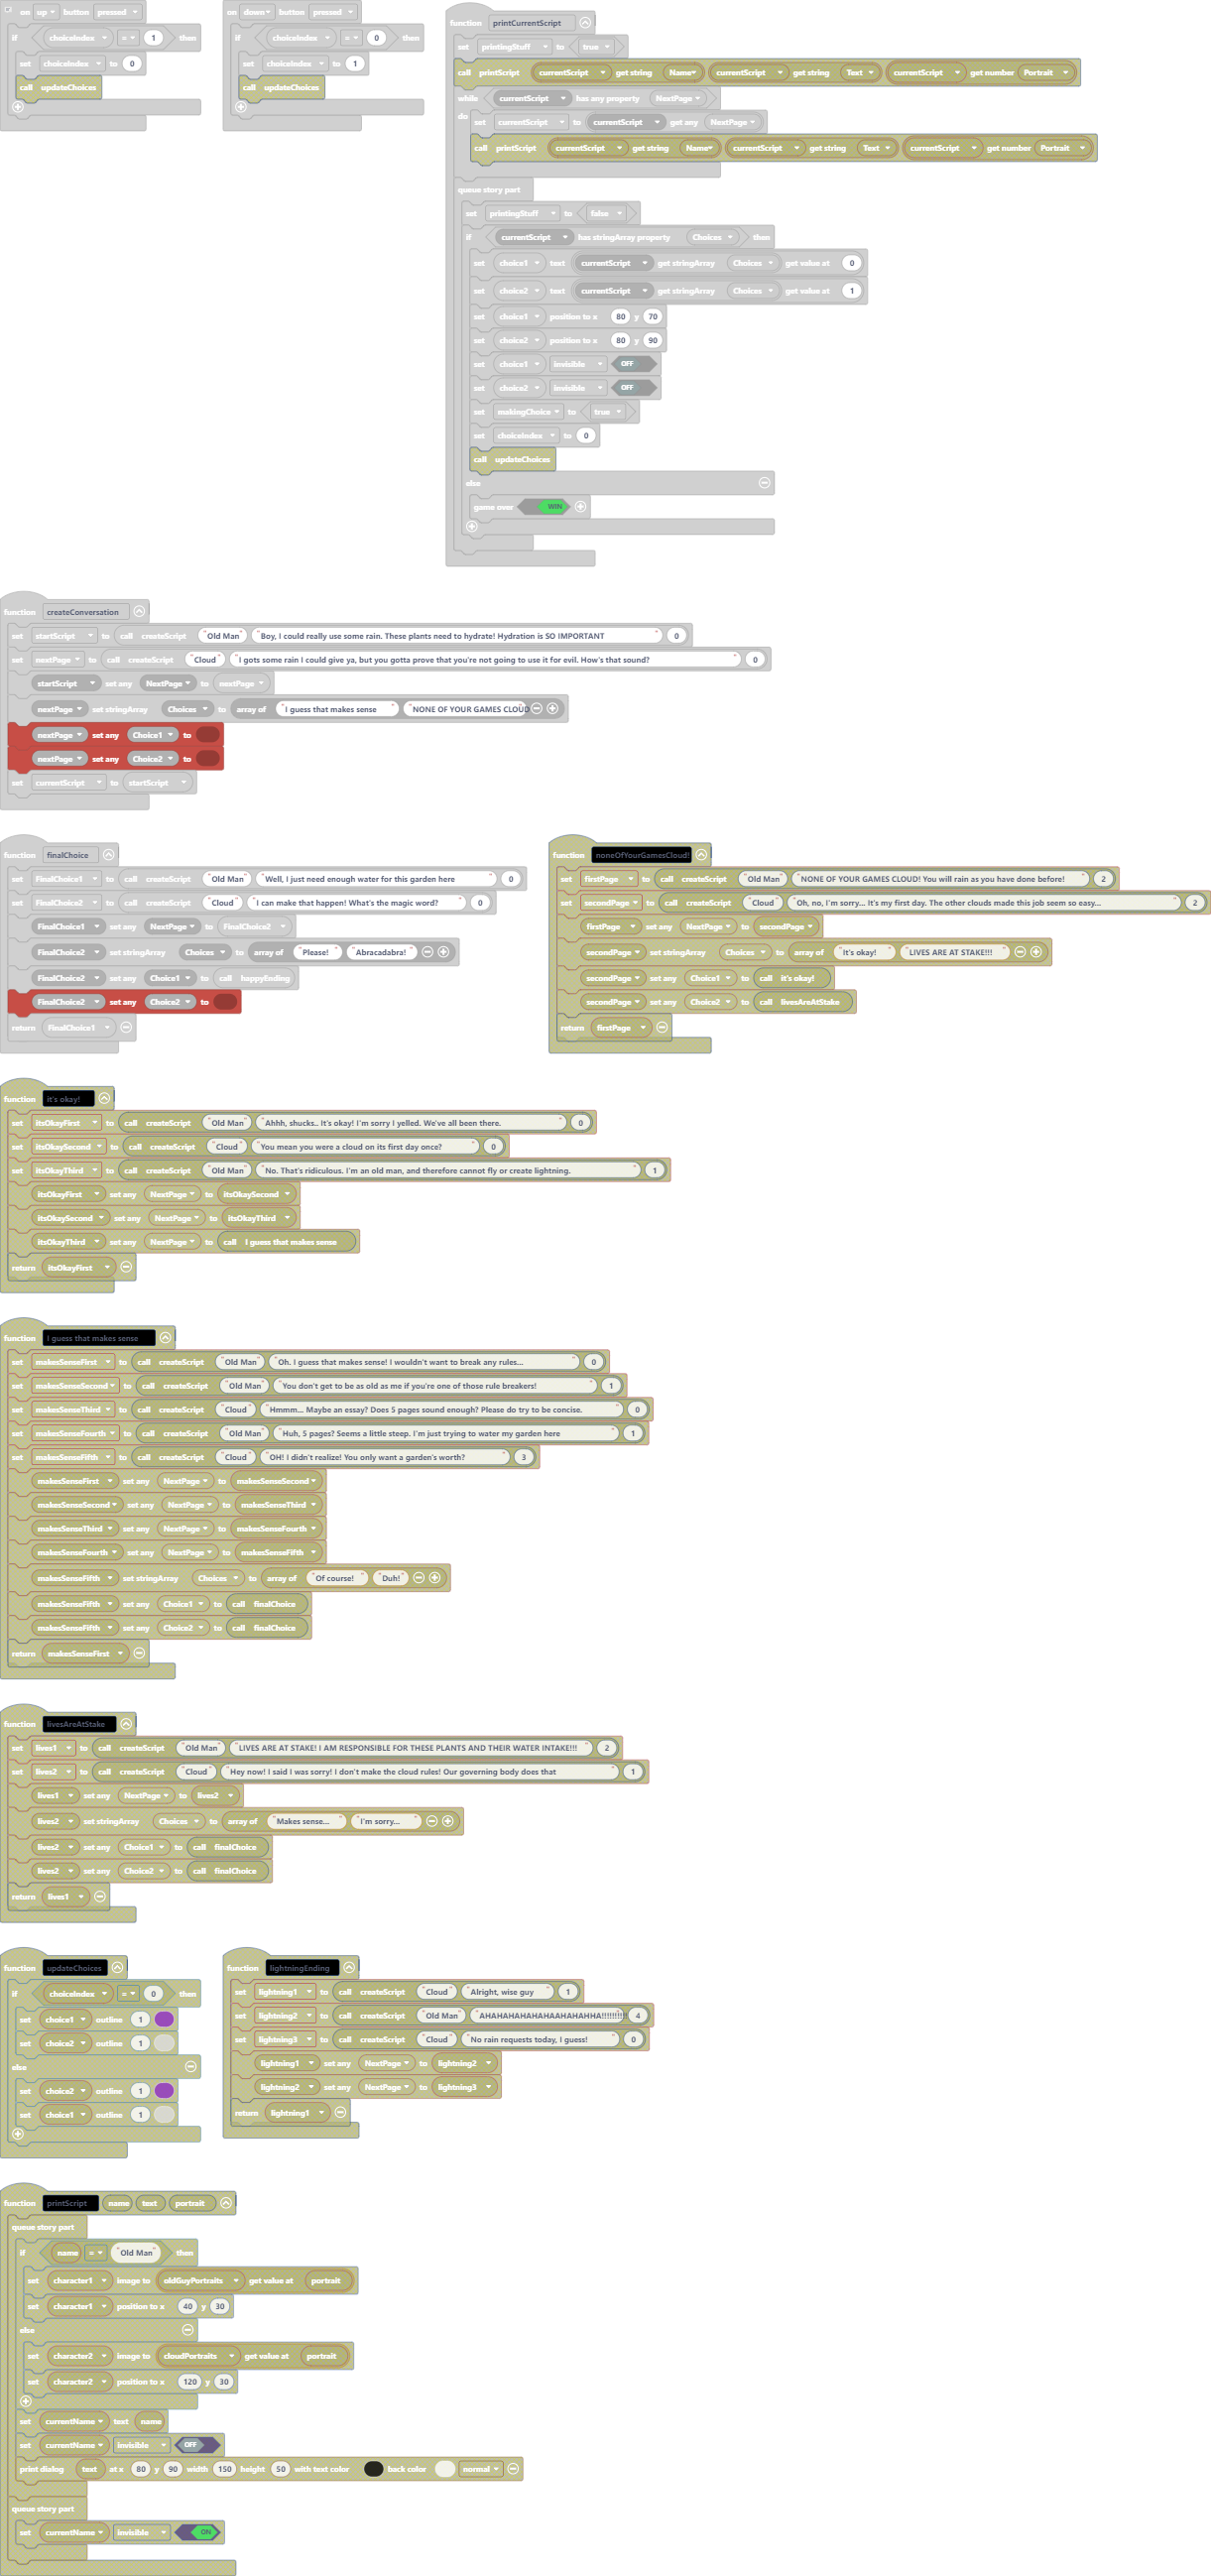 on up button pressed
if choiceIndex = 1 then
set choiceIndex to 0
call updateChoices
on down button pressed
if choiceIndex = 0 then
set choiceIndex to 1
call updateChoices
function printCurrentScript
set printingStuff to true
call printScript currentScript get string Name currentScript get string Text currentScript get number Portrait
while currentScript has any property NextPage
do set currentScript to currentScript get any NextPage
call printScript currentScript get string Name currentScript get string Text currentScript get number Portrait
queue story part
set printingStuff to false
if currentScript has stringArray property Choices then
set choice1 text currentScript get stringArray Choices get value at 0
set choice2 text currentScript get stringArray Choices get value at 1
set choice1 position to x 80 y 70
set choice2 position to x 80 y 90
set choice1 invisible OFF
set choice2 invisible OFF
set makingChoice to true
set choiceIndex to 0
call updateChoices
else
game over WIN
function createConversation
set startScript to call createScript "Old Man" "Boy, I could really use some rain. These plants need to hydrate! Hydration is SO IMPORTANT" 0
set nextPage to call createScript "Cloud" "I gots some rain I could give ya, but you gotta prove that you're not going to use it for evil. How's that sound?" 0
startScript set any NextPage to nextPage
nextPage set stringArray Choices to array of "I guess that makes sense" "NONE OF YOUR GAMES CLOUD
nextPage set any Choice1 to
nextPage set any Choice2 to
set currentScript to startScript
function finalChoice
set FinalChoice1 to call createScript "Old Man" "Well, I just need enough water for this garden here" 0
set FinalChoice2 to call createScript "Cloud" "I can make that happen! What's the magic word?" 0
FinalChoice1 set any NextPage to FinalChoice2
FinalChoice2 set stringArray Choices to array of "Please!" "Abracadabra!"
FinalChoice2 set any Choice1 to call happyEnding
FinalChoice2 set any Choice2 to
return FinalChoice1
function noneOfYourGamesCloud!
set firstPage to call createScript "Old Man" "NONE OF YOUR GAMES CLOUD! You will rain as you have done before!" 2
set secondPage to call createScript "Cloud" "Oh, no, I'm sorry... It's my first day. The other clouds made this job seem so easy..." 2
firstPage set any NextPage to secondPage
secondPage set stringArray Choices to array of "It's okay!" "LIVES ARE AT STAKE!!!"
secondPage set any Choice1 to call it's okay!
secondPage set any Choice2 to call livesAreAtStake
return firstPage
function it's okay!
set itsOkayFirst to call createScript "Old Man" "Ahhh, shucks.. It's okay! I'm sorry I yelled. We've all been there." 0
set itsOkaySecond to call createScript "Cloud" "You mean you were a cloud on its first day once?" 0
set itsOkayThird to call createScript "Old Man" "No. That's ridiculous. I'm an old man, and therefore cannot fly or create lightning." 1
itsOkayFirst set any NextPage to itsOkaySecond
itsOkaySecond set any NextPage to itsOkayThird
itsOkayThird set any NextPage to call I guess that makes sense
return itsOkayFirst
function I guess that makes sense
set makesSenseFirst to call createScript "Old Man" "Oh. I guess that makes sense! I wouldn't want to break any rules..." 0
set makesSenseSecond to call createScript "Old Man" "You don't get to be as old as me if you're one of those rule breakers!" 1
set makesSenseThird to call createScript "Cloud" "Hmmm... Maybe an essay? Does 5 pages sound enough? Please do try to be concise." 0
set makesSenseFourth to call createScript "Old Man" "Huh, 5 pages? Seems a little steep. I'm just trying to water my garden here" 1
set makesSenseFifth to call createScript "Cloud" "OH! I didn't realize! You only want a garden's worth?" 3
makesSenseFirst set any NextPage to makesSenseSecond
makesSenseSecond set any NextPage to makesSenseThird
makesSenseThird set any NextPage to makesSenseFourth
makesSenseFourth set any NextPage to makesSenseFifth
makesSenseFifth set stringArray Choices to array of "Of course!" "Duh!"
makesSenseFifth set any Choice1 to call finalChoice
makesSenseFifth set any Choice2 to call finalChoice
return makesSenseFirst
function livesAreAtStake
set lives1 to call createScript "Old Man" "LIVES ARE AT STAKE! I AM RESPONSIBLE FOR THESE PLANTS AND THEIR WATER INTAKE!!!" 2
set lives2 to call createScript "Cloud" "Hey now! I said I was sorry! I don't make the cloud rules! Our governing body does that" 1
lives1 set any NextPage to lives2
lives2 set stringArray Choices to array of "Makes sense..." "I'm sorry..."
lives2 set any Choice1 to call finalChoice
lives2 set any Choice2 to call finalChoice
return lives1
function updateChoices
if choiceIndex = 0 then
set choice1 outline 1
set choice2 outline 1
else
set choice2 outline 1
set choice1 outline 1
function lightningEnding
set lightning1 to call createScript "Cloud" "Alright, wise guy" 1
set lightning2 to call createScript "Old Man" "AHAHAHAHAHAAHAHAHHA!!!!!!!!!" 4
set lightning3 to call createScript "Cloud" "No rain requests today, I guess!" 0
lightning1 set any NextPage to lightning2
lightning2 set any NextPage to lightning3
return lightning1
function printScript name text portrait
queue story part
if name = "Old Man" then
set character1 image to oldGuyPortraits get value at portrait
set character1 position to x 40 y 30
else
set character2 image to cloudPortraits get value at portrait
set character2 position to x 120 y 30
set currentName text name
set currentName invisible OFF
print dialog text at x 80 y 90 width 150 height 50 with text color back color normal
queue story part
set currentName invisible ON